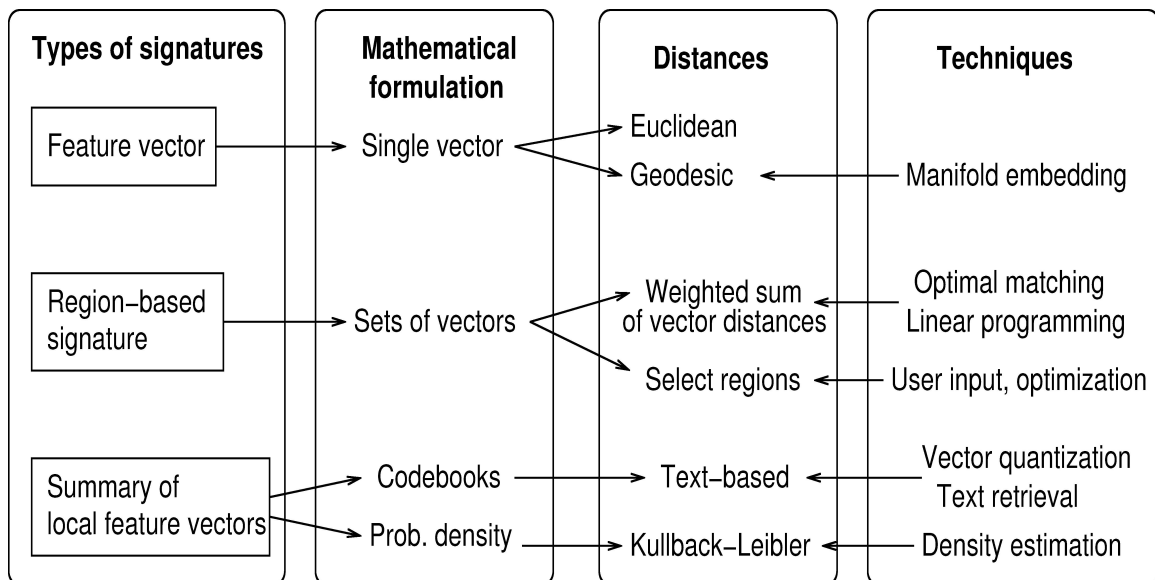 Types of signatures
Mathematical
formulation
Distances
Techniques
Feature vector
Single vector
Euclidean
Geodesic
Manifold embedding
Region−based
signature
Sets of vectors
Weighted sum
of vector distances
Optimal matching
Linear programming
Select regions
User input, optimization
Summary of
local feature vectors
Codebooks
Prob. density
Text−based
Vector quantization
Text retrieval
Kullback−Leibler
Density estimation